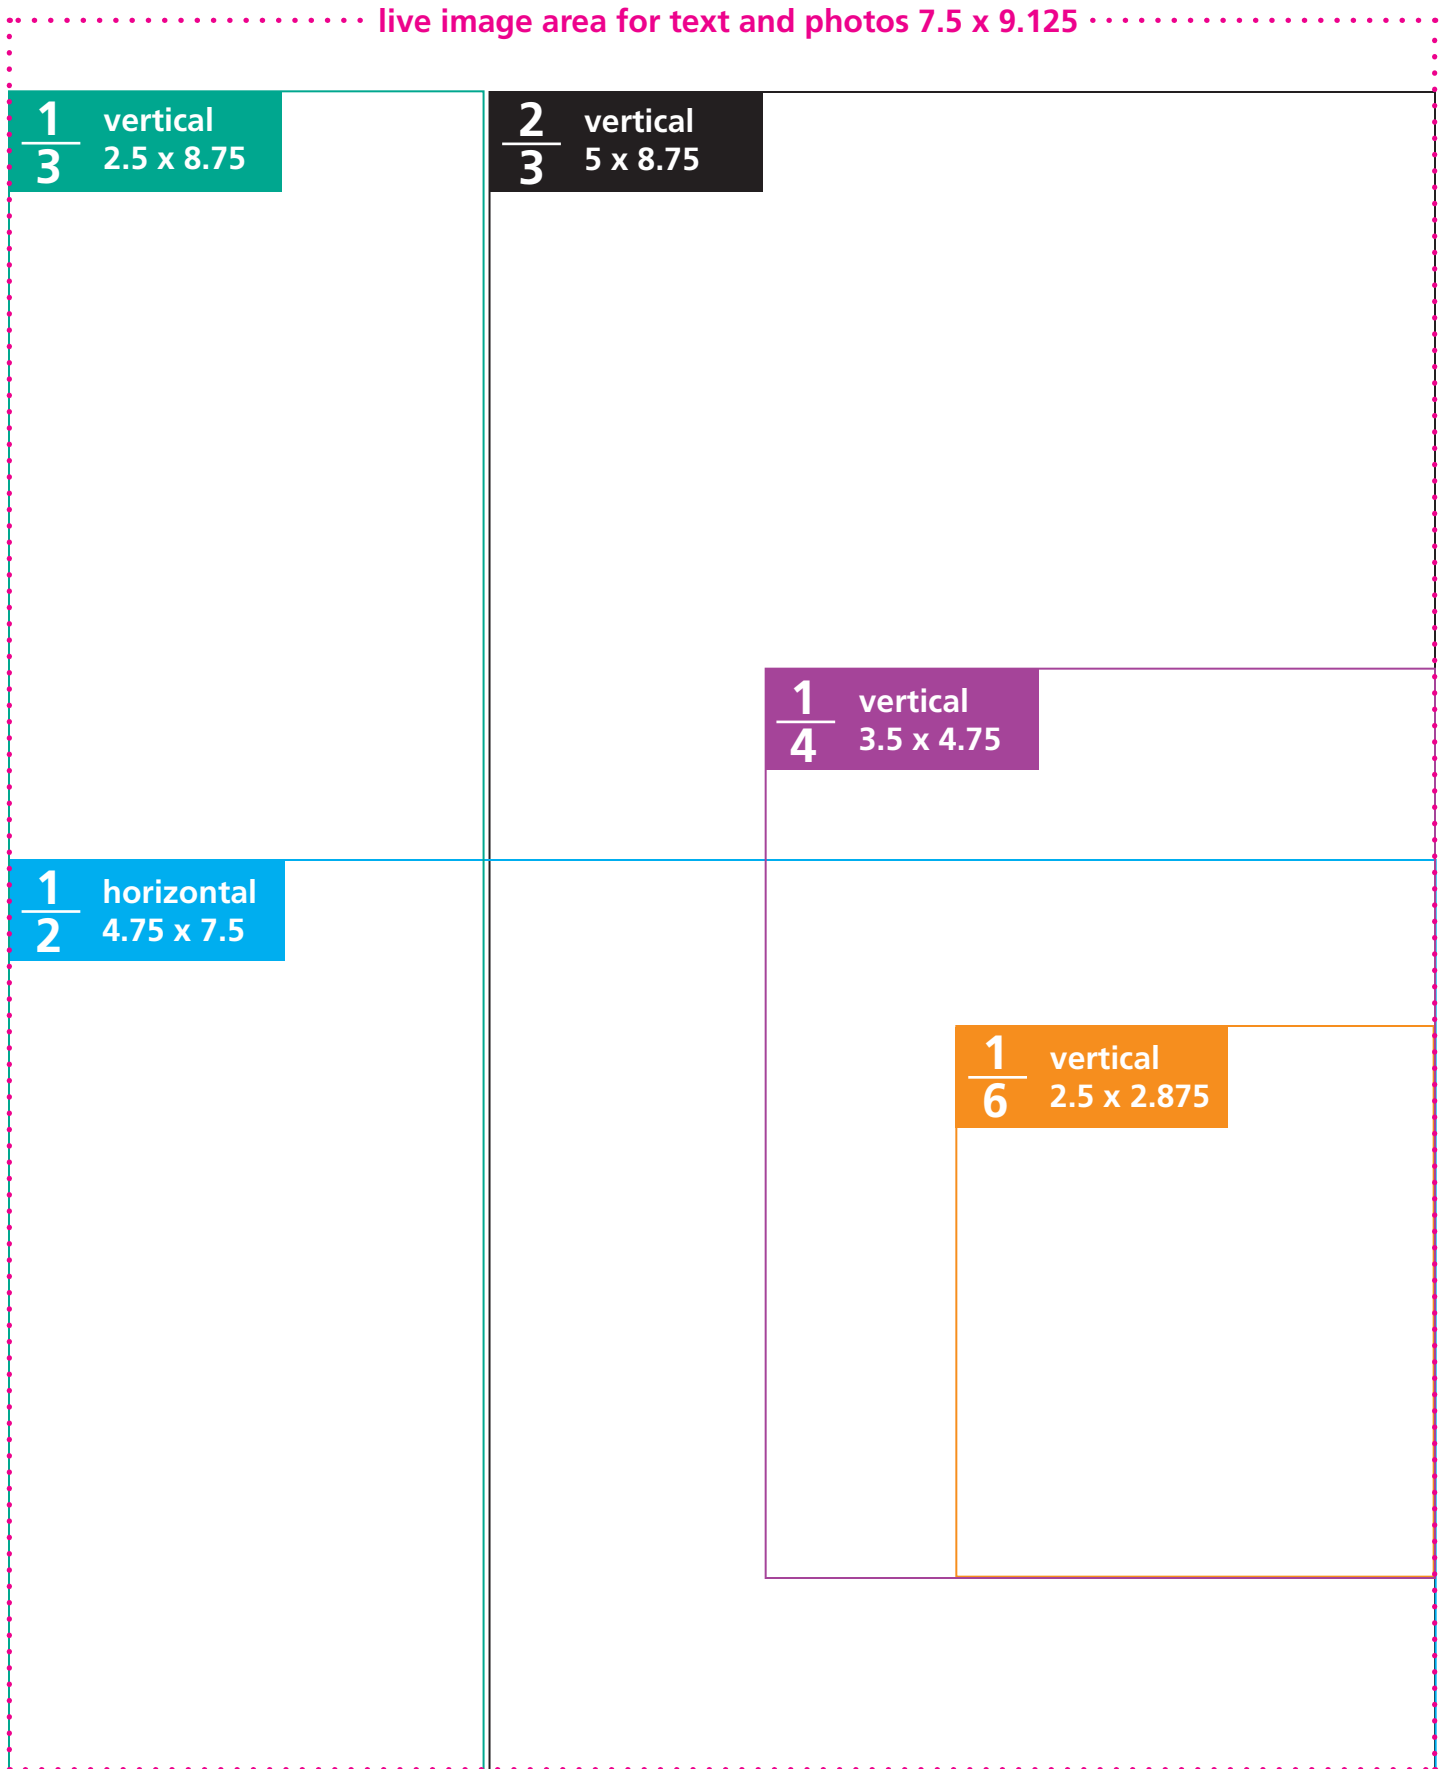 live image area for text and photos 7.5 x 9.125
1
3
vertical
2.5 x 8.75
2
3
vertical
5 x 8.75
1
4
vertical
3.5 x 4.75
1
2
horizontal
4.75 x 7.5
1
6
vertical
2.5 x 2.875